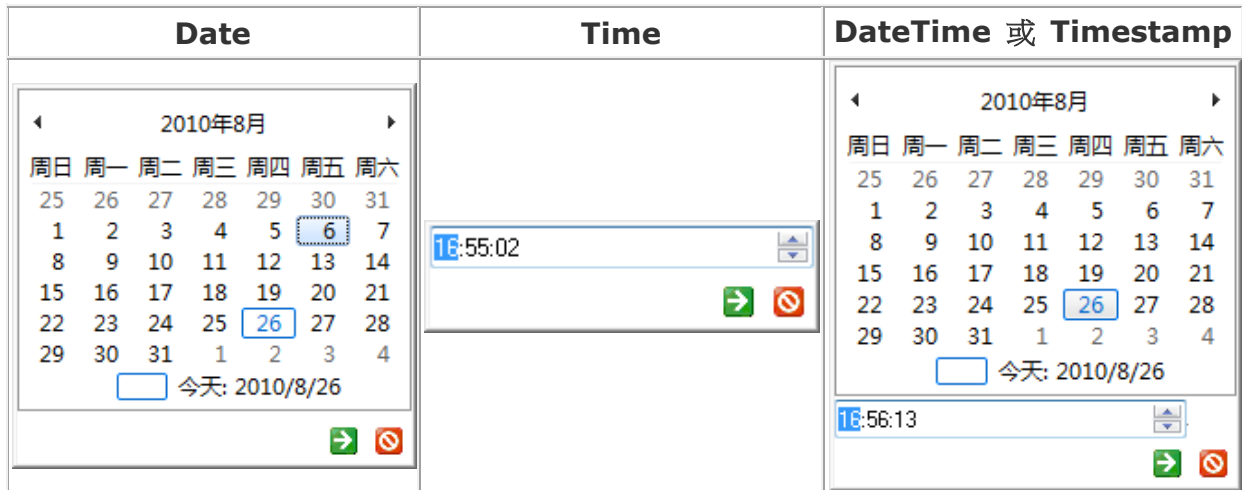 Date
Time
DateTime 或 Timestamp
2010年8月
周日 周一 周二 周三 周四 周五 周六
25 26 27 28 29 30 31
1 2 3 4 5 6 7
8 9 10 11 12 13 14
15 16 17 18 19 20 21
22 23 24 25 26 27 28
29 30 31 1 2 3 4
今天: 2010/8/26
16:55:02
2010年8月
周日 周一 周二 周三 周四 周五 周六
25 26 27 28 29 30 31
1 2 3 4 5 6 7
8 9 10 11 12 13 14
15 16 17 18 19 20 21
22 23 24 25 26 27 28
29 30 31 1 2 3 4
今天: 2010/8/26
16:56:13